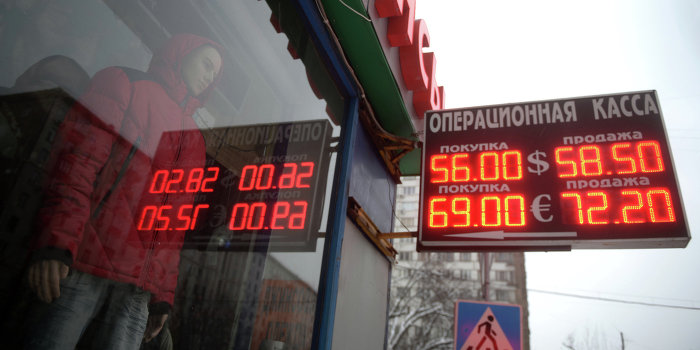 ОПЕРАЦИОННАЯ КАССА
ПОКУПКА ПРОДАЖА
56.00 $ 58.50
ПОКУПКА ПРОДАЖА
69.00 € 72.20